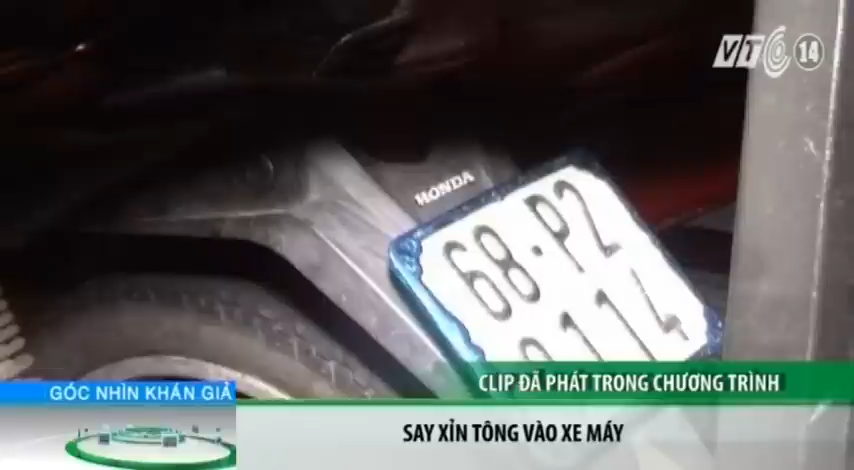 VTC 14
HONDA
68-P2
CLIP ĐÃ PHÁT TRONG CHƯƠNG TRÌNH
GÓC NHÌN KHÁN GIẢ
SAY XỈN TÔNG VÀO XE MÁY